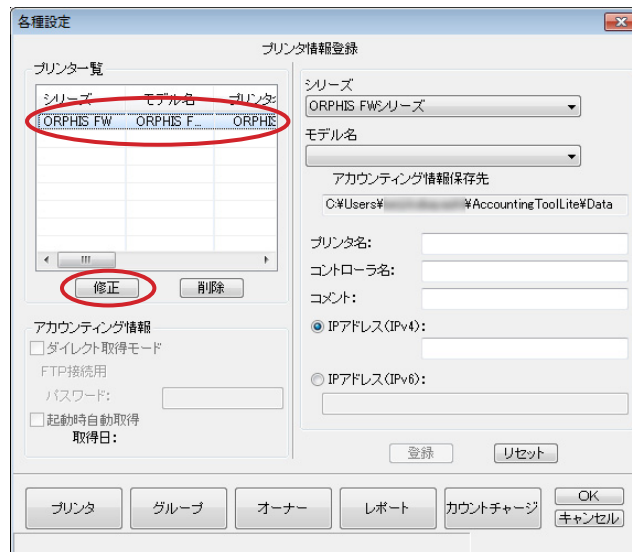 各種設定
プリンタ情報登録
プリンター覧
シリーズ モデル名 プリンタ
ORPHIS FW ORPHIS F... ORPHIS
修正 削除
アカウンティング情報
ダイレクト取得モード
FTP接続用
パスワード:
起動時自動取得
取得日:
シリーズ
ORPHIS FWシリーズ
モデル名
アカウンティング情報保存先
C:¥Users¥ ¥AccountingToolLite¥Data
プリンタ名:
コントローラ名:
コメント:
IPアドレス(IPv4):
IPアドレス(IPv6):
登録 リセット
プリンタ グループ オーナー レポート カウントチャージ OK
キャンセル